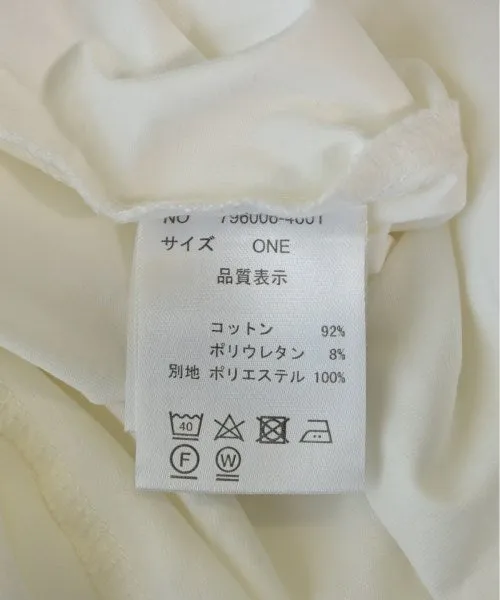 NO 796006-4001
サイズ ONE
品質表示
コットン 92%
ポリウレタン 8%
別地 ポリエステル 100%
40
F W